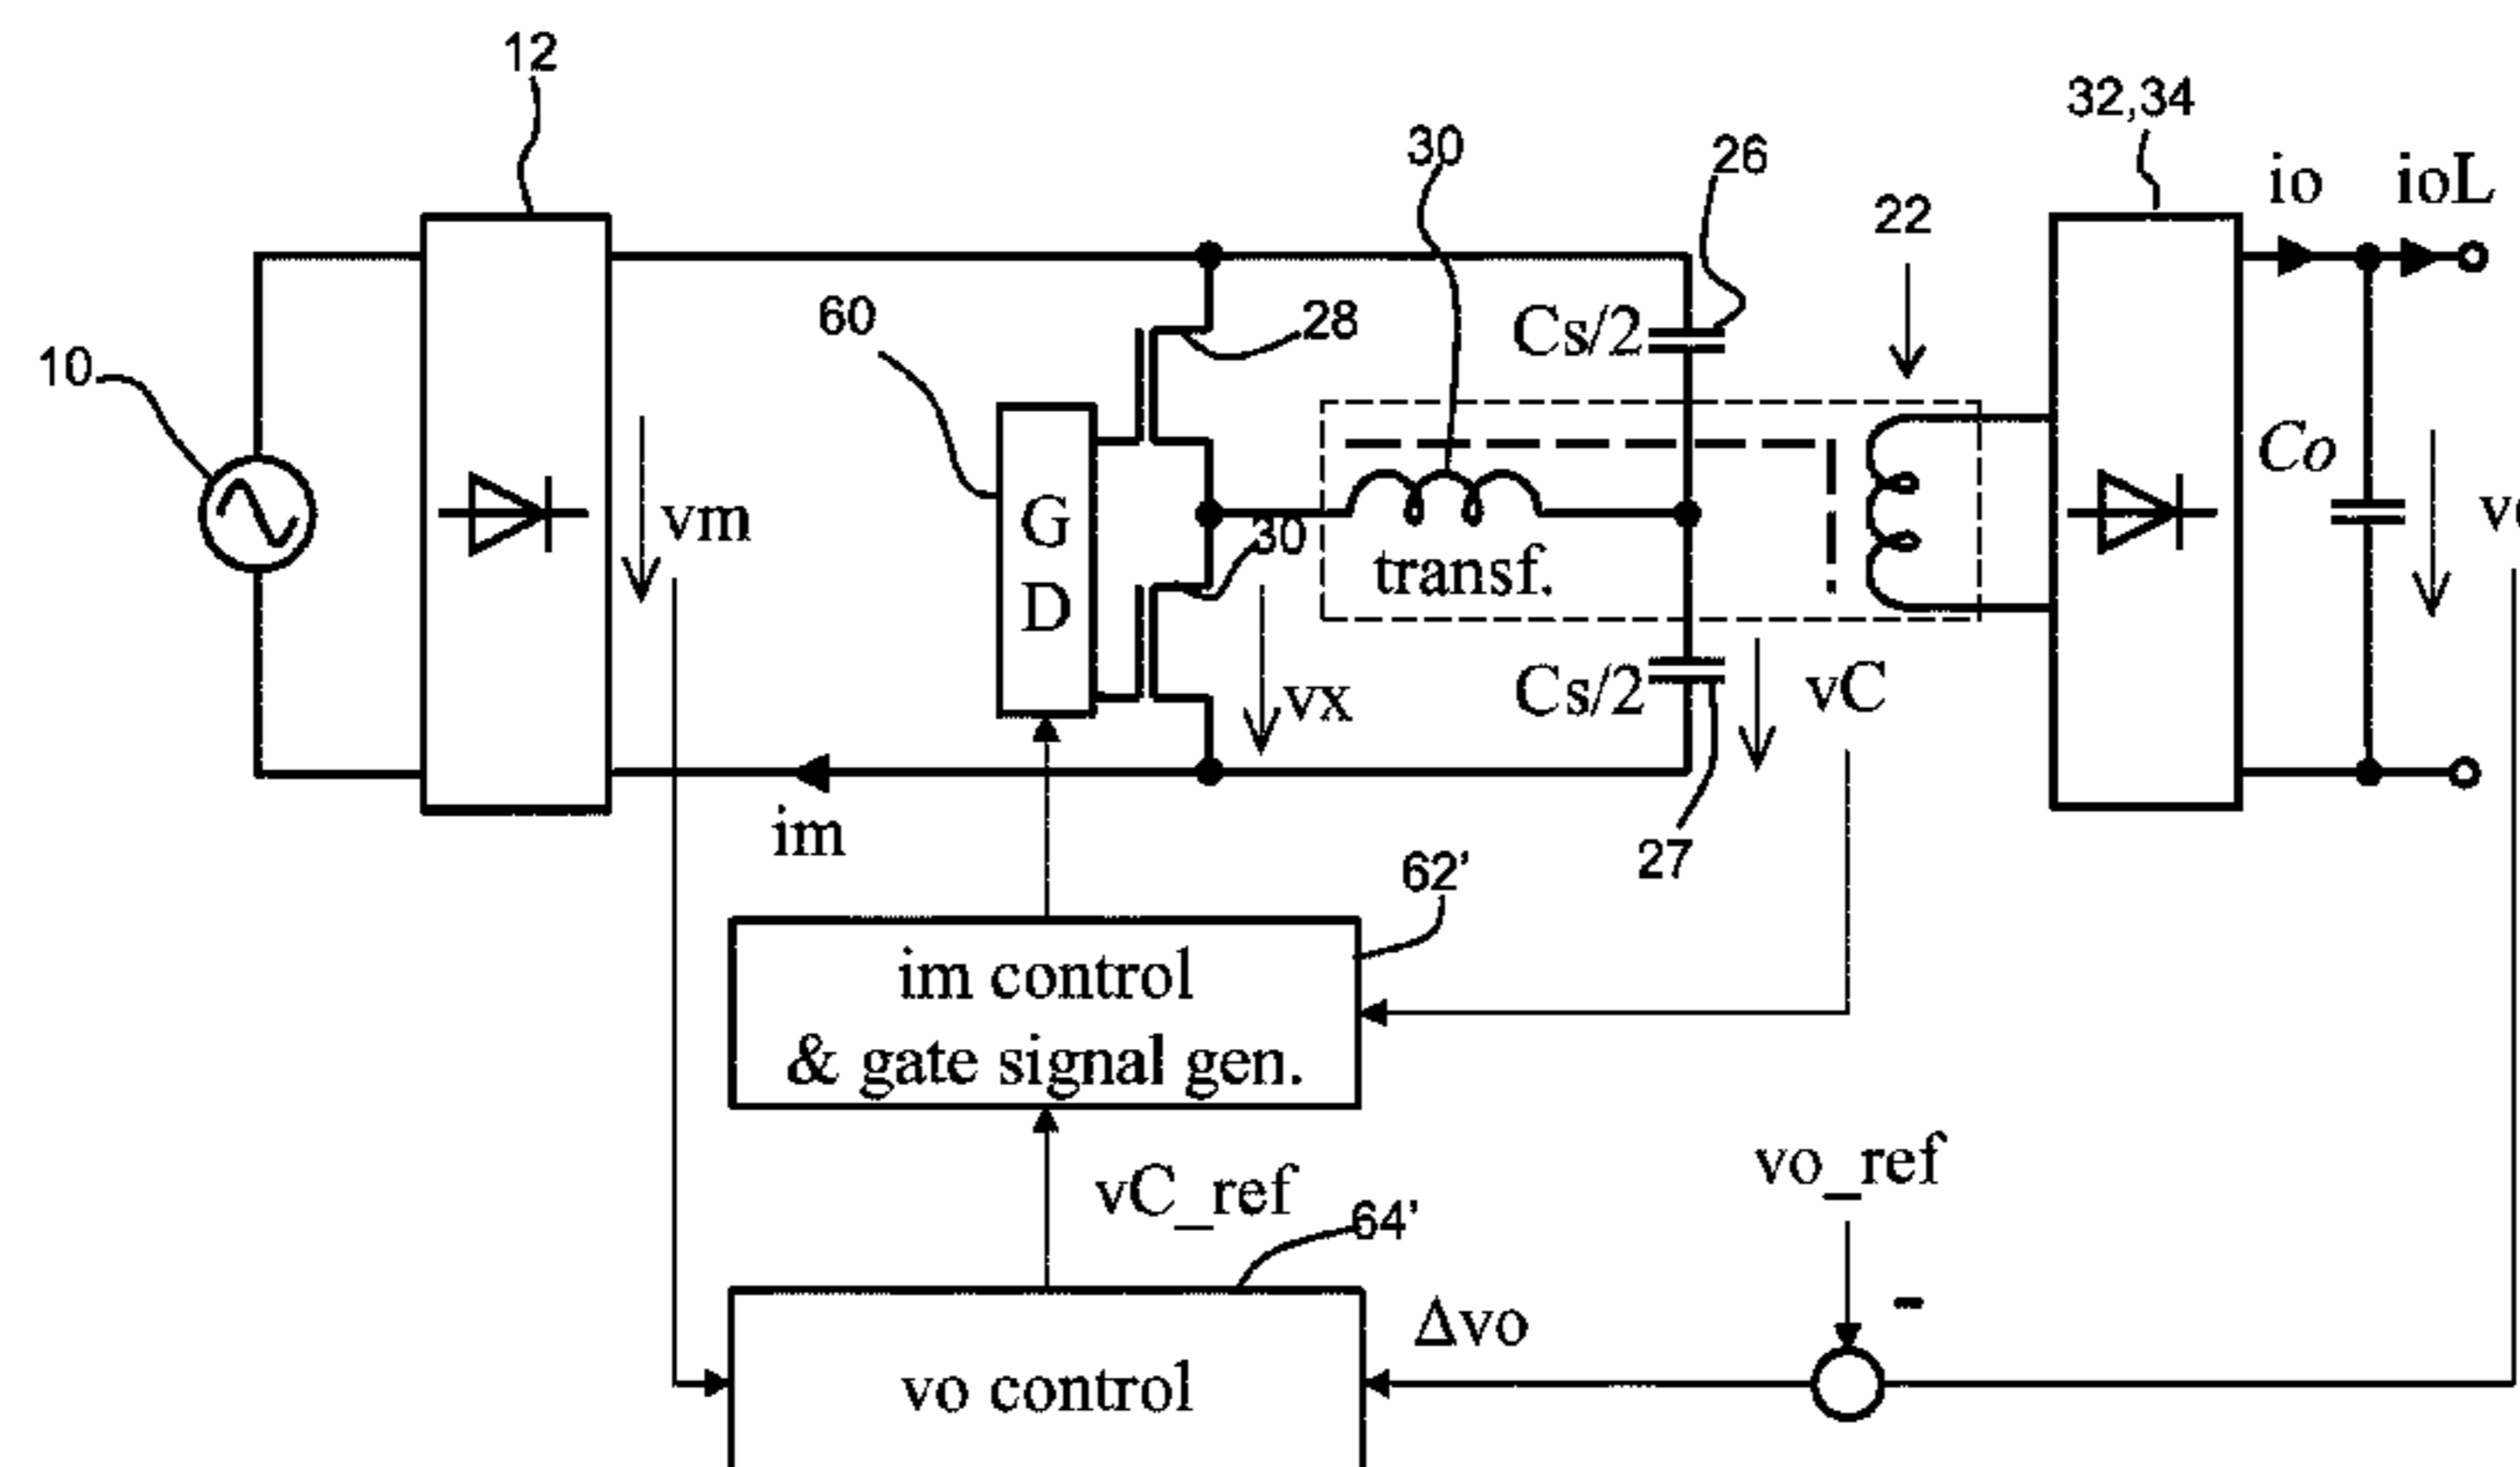 12
32,34
30
26
io
ioL
22
60
28
Cs/2
10
Co
vm
G
D
30
transf.
vx
Cs/2
vC
im
27
62’
im control
& gate signal gen.
vC_ref
vo_ref
64’
-
Δvo
vo control